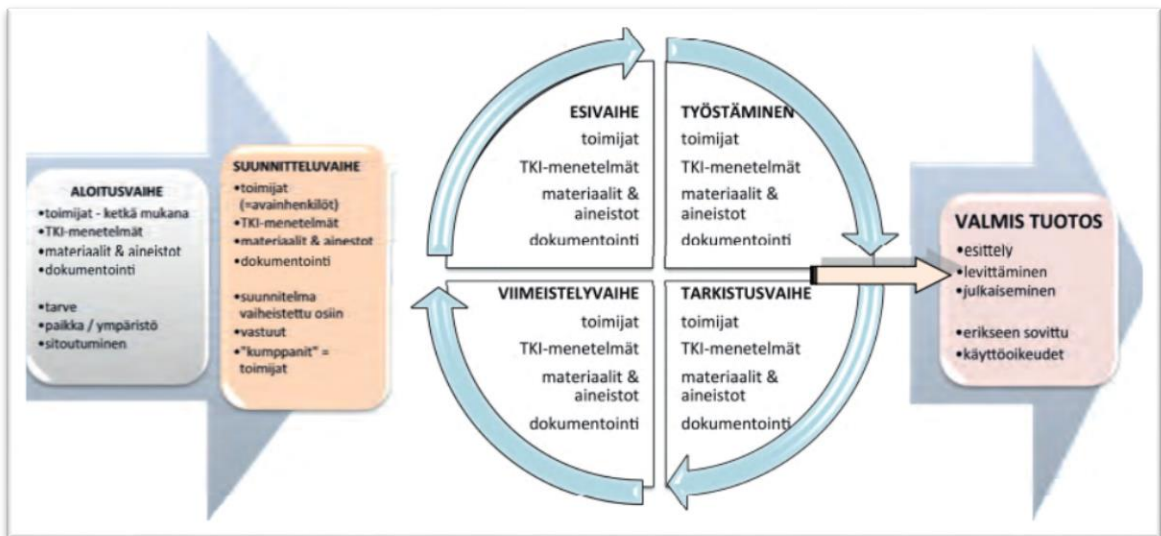 ALOITUSVAIHE
•toimijat - ketkä mukana
•TKI-menetelmät
•materiaalit & aineistot
•dokumentointi
•tarve
•paikka / ympäristö
•sitoutuminen
SUUNNITTELUVAIHE
•toimijat
(=avainhenkilöt)
•TKI-menetelmät
•materiaalit & ainestot
•dokumentointi
•suunnitelma
vaiheistettu osiin
•vastuut
•"kumppanit" =
toimijat
ESIVAIHE
toimijat
TKI-menetelmät
materiaalit &
aineistot
dokumentointi
TYÖSTÄMINEN
toimijat
TKI-menetelmät
materiaalit &
aineistot
dokumentointi
VIIMEISTELYVAIHE
toimijat
TKI-menetelmät
materiaalit &
aineistot
dokumentointi
TARKISTUSVAIHE
toimijat
TKI-menetelmät
materiaalit &
aineistot
dokumentointi
VALMIS TUOTOS
•esittely
•levittäminen
•julkaiseminen
•erikseen sovittu
•käyttöoikeudet